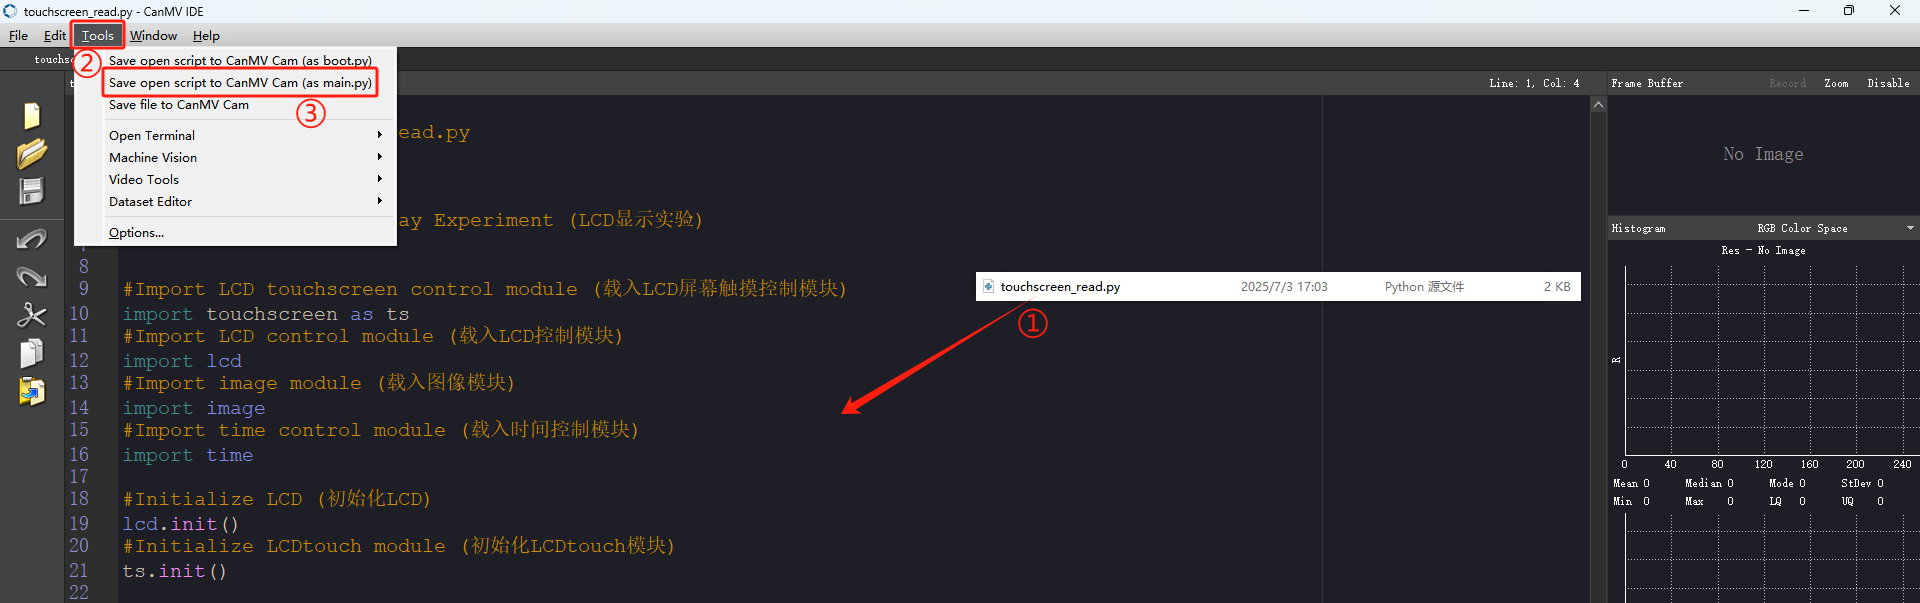 touchscreen_read.py - CanMV IDE
File Edit Tools Window Help
touchsc
②
Save open script to CanMV Cam (as boot.py)
Save open script to CanMV Cam (as main.py)
Save file to CanMV Cam
③
Open Terminal
Machine Vision
Video Tools
Dataset Editor
Options...
Line: 1, Col: 4
Frame Buffer Record Zoom Disable
No Image
Histogram RGB Color Space
Res - No Image
ead.py
ay Experiment (LCD显示实验)
8
9 #Import LCD touchscreen control module (载入LCD屏幕触摸控制模块)
10 import touchscreen as ts
11 #Import LCD control module (载入LCD控制模块)
12 import lcd
13 #Import image module (载入图像模块)
14 import image
15 #Import time control module (载入时间控制模块)
16 import time
17
18 #Initialize LCD (初始化LCD)
19 lcd.init()
20 #Initialize LCDtouch module (初始化LCDtouch模块)
21 ts.init()
22
touchscreen_read.py 2025/7/3 17:03 Python 源文件 2 KB
①
R
0 40 80 120 160 200 240
Mean 0 Median 0 Mode 0 StDev 0
Min 0 Max 0 LQ 0 UQ 0